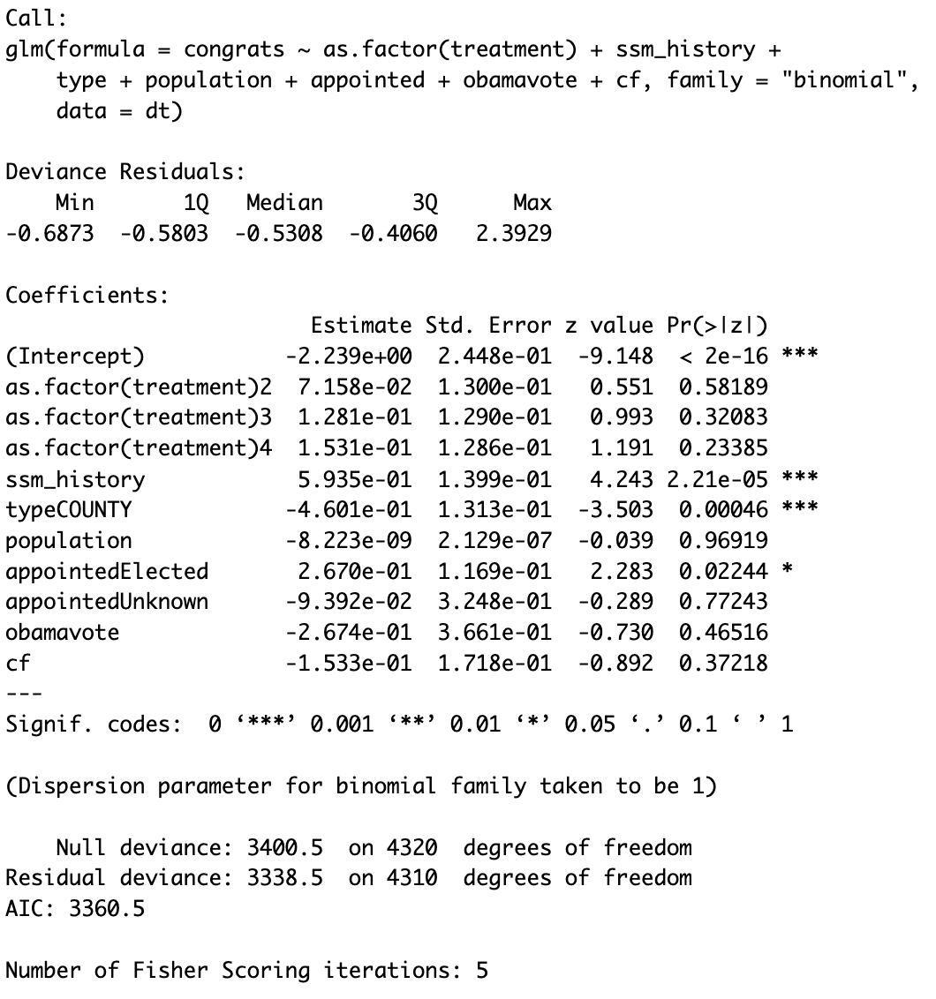 Call:
glm(formula = congrats ~ as.factor(treatment) + ssm_history +
    type + population + appointed + obamavote + cf, family = "binomial",
    data = dt)

Deviance Residuals:
    Min       1Q   Median       3Q      Max
-0.6873  -0.5803  -0.5308  -0.4060   2.3929

Coefficients:
                        Estimate Std. Error z value Pr(>|z|)
(Intercept)           -2.239e+00  2.448e-01  -9.148  < 2e-16 ***
as.factor(treatment)2  7.158e-02  1.300e-01   0.551  0.58189
as.factor(treatment)3  1.281e-01  1.290e-01   0.993  0.32083
as.factor(treatment)4  1.531e-01  1.286e-01   1.191  0.23385
ssm_history            5.935e-01  1.399e-01   4.243 2.21e-05 ***
typeCOUNTY            -4.601e-01  1.313e-01  -3.503  0.00046 ***
population            -8.223e-09  2.129e-07  -0.039  0.96919
appointedElected       2.670e-01  1.169e-01   2.283  0.02244 *
appointedUnknown      -9.392e-02  3.248e-01  -0.289  0.77243
obamavote             -2.674e-01  3.661e-01  -0.730  0.46516
cf                    -1.533e-01  1.718e-01  -0.892  0.37218
---
Signif. codes:  0 ‘***’ 0.001 ‘**’ 0.01 ‘*’ 0.05 ‘.’ 0.1 ‘ ’ 1

(Dispersion parameter for binomial family taken to be 1)

    Null deviance: 3400.5  on 4320  degrees of freedom
Residual deviance: 3338.5  on 4310  degrees of freedom
AIC: 3360.5

Number of Fisher Scoring iterations: 5